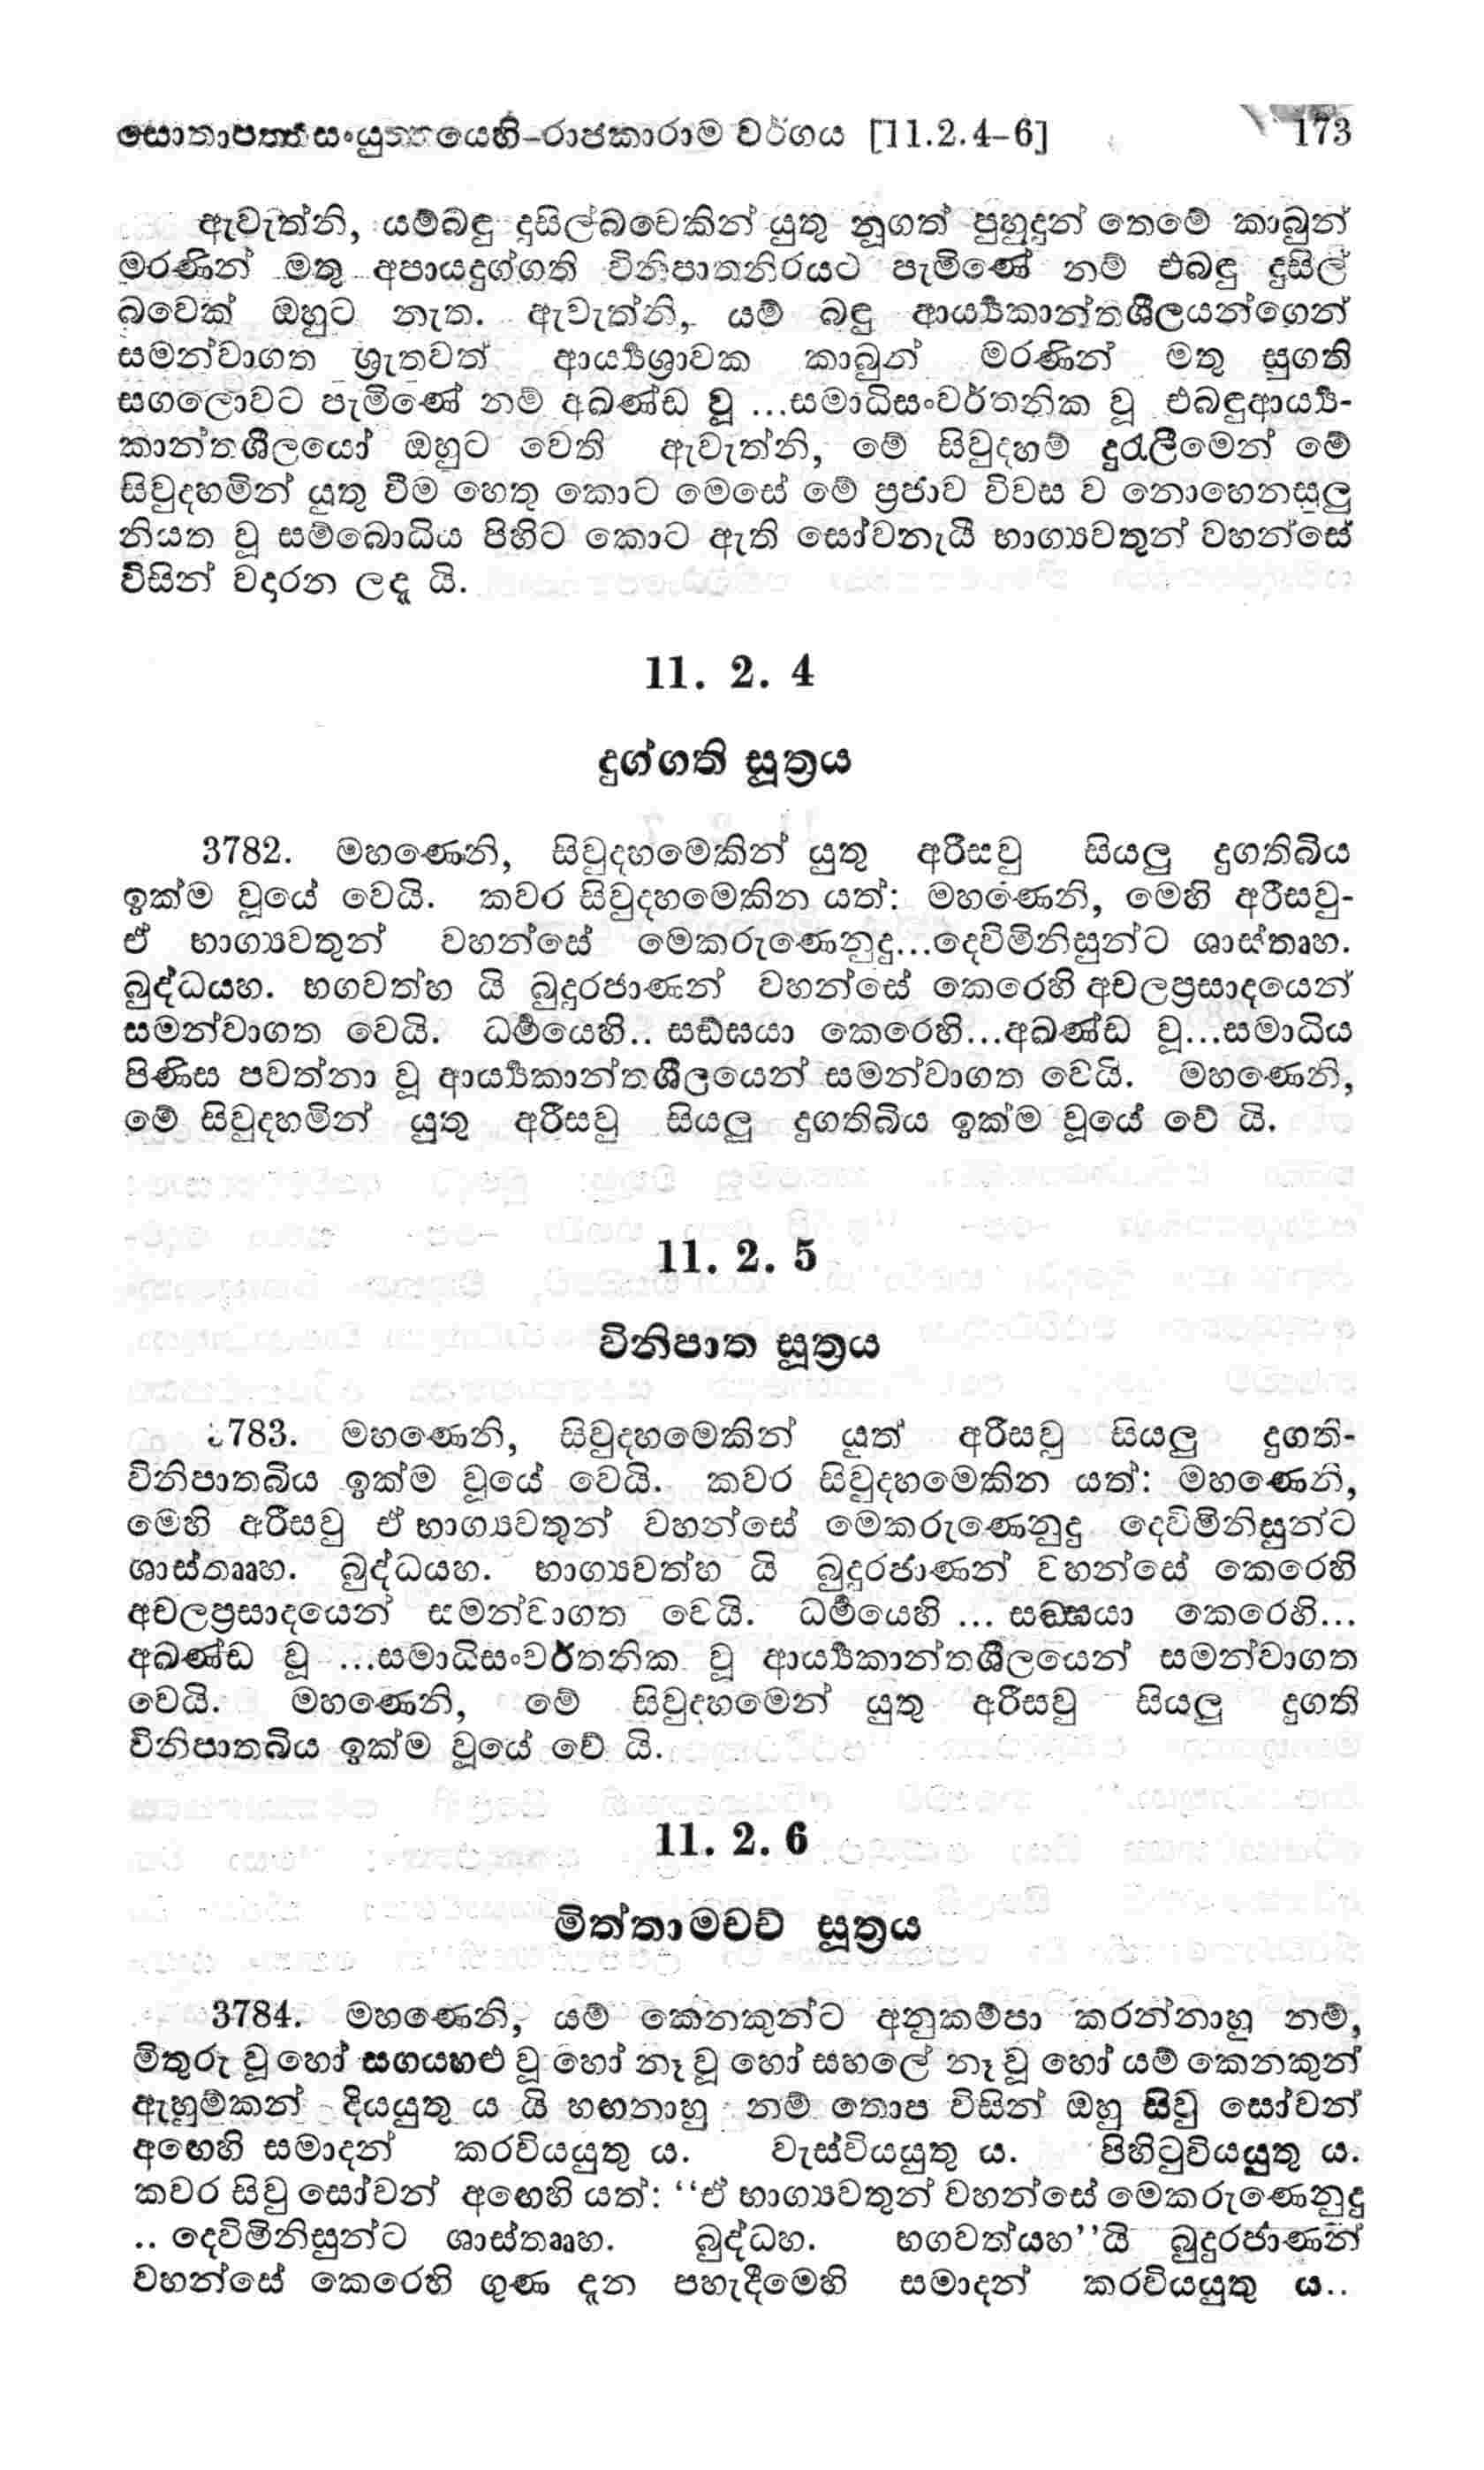 සොතාපත්තිසංයුත්තයෙහි-රාජකාරාම වර්ගය [11.2.4-6] 173
ඇවැත්නි, යම්බඳු දුසිල්බවෙකින් යුතු නූගත් පුහුදුන් තෙමේ කාබුන්
මරණින් මතු අපායදුග්ගති විනිපාතනිරයට පැමිණේ නම් එබඳු දුසිල්
බවෙක් ඔහුට නැත. ඇවැත්නි, යම් බඳු ආර්‍ය්‍යකාන්තශීලයන්ගෙන්
සමන්වාගත ශ්‍රැතවත් ආර්‍ය්‍යශ්‍රාවක කාබුන් මරණින් මතු සුගති
සගලොවට පැමිණේ නම් අඛණ්ඩ වූ ...සමාධිසංවර්තනික වූ එබඳුආර්‍ය්‍ය-
කාන්තශීලයෝ ඔහුට වෙති ඇවැත්නි, මේ සිවුදහම් දුරැලීමෙන් මේ
සිවුදහමින් යුතු වීම හෙතු කොට මෙසේ මේ ප්‍රජාව විවස ව නොහෙනසුලු
නියත වූ සම්බොධිය පිහිට කොට ඇති සෝවනැයි භාග්‍යවතුන් වහන්සේ
විසින් වදරන ලදු යි.
11. 2. 4
දුග්ගති සූත්‍රය
3782. මහණෙනි, සිවුදහමෙකින් යුතු අරීසවු සියලු දුගතිබිය
ඉක්ම වූයේ වෙයි. කවර සිවුදහමෙකින යත්: මහණෙනි, මෙහි අරීසවු-
ඒ භාග්‍යවතුන් වහන්සේ මෙකරුණෙනුදු...දෙවිමිනිසුන්ට ශාස්තෘහ.
බුද්ධයහ. භගවත්හ යි බුදුරජාණන් වහන්සේ කෙරෙහි අචලප්‍රසාදයෙන්
සමන්වාගත වෙයි. ධර්‍මයෙහි.. සඞ්ඝයා කෙරෙහි...අඛණ්ඩ වූ...සමාධිය
පිණිස පවත්නා වූ ආර්‍ය්‍යකාන්තශීලයෙන් සමන්වාගත වෙයි. මහණෙනි,
මේ සිවුදහමින් යුතු අරීසවු සියලු දුගතිබිය ඉක්ම වූයේ වේ යි.
11. 2. 5
විනිපාත සූත්‍රය
3783. මහණෙනි, සිවුදහමෙකින් යුත් අරීසවු සියලු දුගති-
විනිපාතබිය ඉක්ම වූයේ වෙයි. කවර සිවුදහමෙකින යත්: මහණෙනි,
මෙහි අරීසවු ඒ භාග්‍යවතුන් වහන්සේ මෙකරුණෙනුදු දෙවිමිනිසුන්ට
ශාස්තෲහ. බුද්ධයහ. භාග්‍යවත්හ යි බුදුරජාණන් වහන්සේ කෙරෙහි
අචලප්‍රසාදයෙන් සමන්වාගත වෙයි. ධර්‍මයෙහි ... සඞ්ඝයා කෙරෙහි...
අඛණ්ඩ වූ ...සමාධිසංවර්තනික වූ ආර්‍ය්‍යකාන්තශීලයෙන් සමන්වාගත
වෙයි. මහණෙනි, මේ සිවුදහමෙන් යුතු අරීසවු සියලු දුගති
විනිපාතබිය ඉක්ම වූයේ වේ යි.
11. 2. 6
මිත්තාමචච් සූත්‍රය
3784. මහණෙනි, යම් කෙනකුන්ට අනුකම්පා කරන්නාහු නම්,
මිතුරු වූ හෝ සගයහළු වූ හෝ නෑ වූ හෝ සහලේ නෑ වූ හෝ යම් කෙනකුන්
ඇහුම්කන් දියයුතු ය යි හඟනාහු නම් තොප විසින් ඔහු සිවු සෝවන්
අඟෙහි සමාදන් කරවියයුතු ය. වැස්වියයුතු ය. පිහිටුවියයුතු ය.
කවර සිවු සෝවන් අඟෙහි යත්: “ඒ භාග්‍යවතුන් වහන්සේ මෙකරුණෙනුදු
.. දෙවිමිනිසුන්ට ශාස්තෲහ. බුද්ධහ. භගවත්යහ”යි බුදුරජාණන්
වහන්සේ කෙරෙහි ගුණ දැන පහැදීමෙහි සමාදන් කරවියයුතු ය..